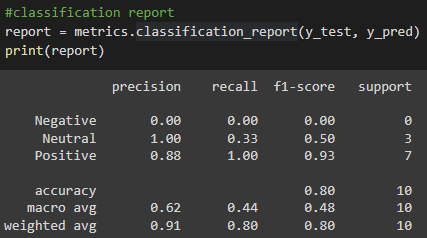 #classification report
report = metrics.classification_report(y_test, y_pred)
print(report)
precision recall f1-score support
Negative 0.00 0.00 0.00 0
Neutral 1.00 0.33 0.50 3
Positive 0.88 1.00 0.93 7
accuracy 0.80 10
macro avg 0.62 0.44 0.48 10
weighted avg 0.91 0.80 0.80 10